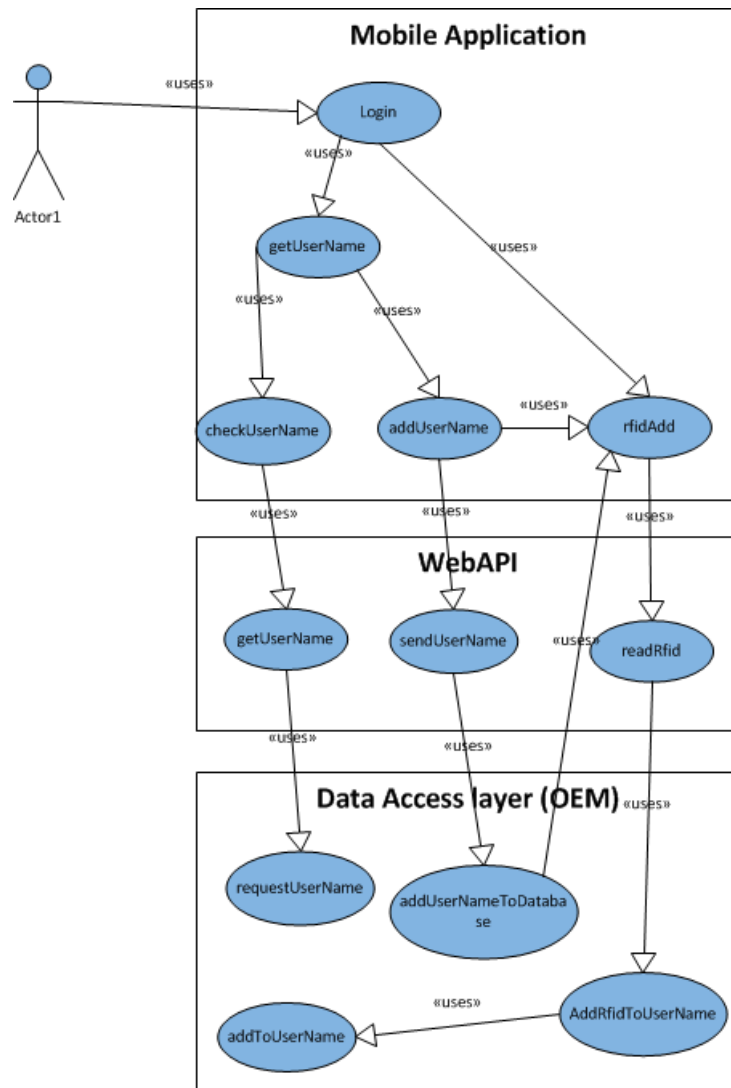 Mobile Application
«uses»
Login
«uses»
Actor1
getUserName
«uses»
«uses»
«uses»
checkUserName
addUserName
«uses»
rfidAdd
«uses»
«uses»
«uses»
WebAPI
getUserName
sendUserName
«uses»
readRfid
«uses»
«uses»
Data Access layer (OEM)
«uses»
requestUserName
addUserNameToDataba
se
«uses»
AddRfidToUserName
addToUserName